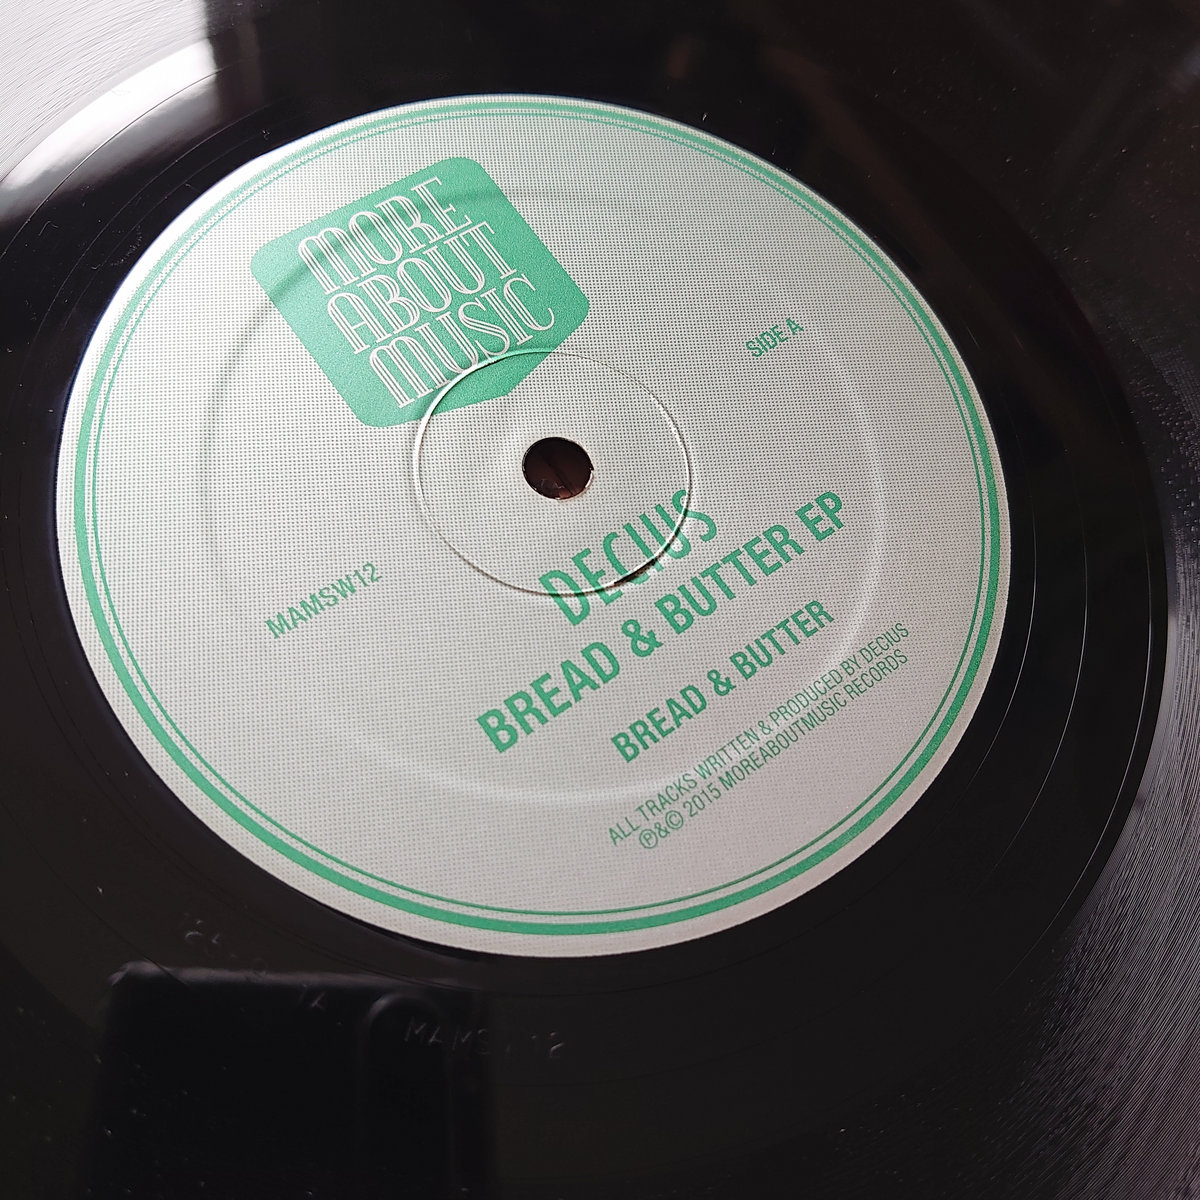 MORE
ABOUT
MUSIC
SIDE A
MAMSW12
DECIUS
BREAD & BUTTER EP
BREAD & BUTTER
ALL TRACKS WRITTEN & PRODUCED BY DECIUS
℗&© 2015 MOREABOUTMUSIC RECORDS